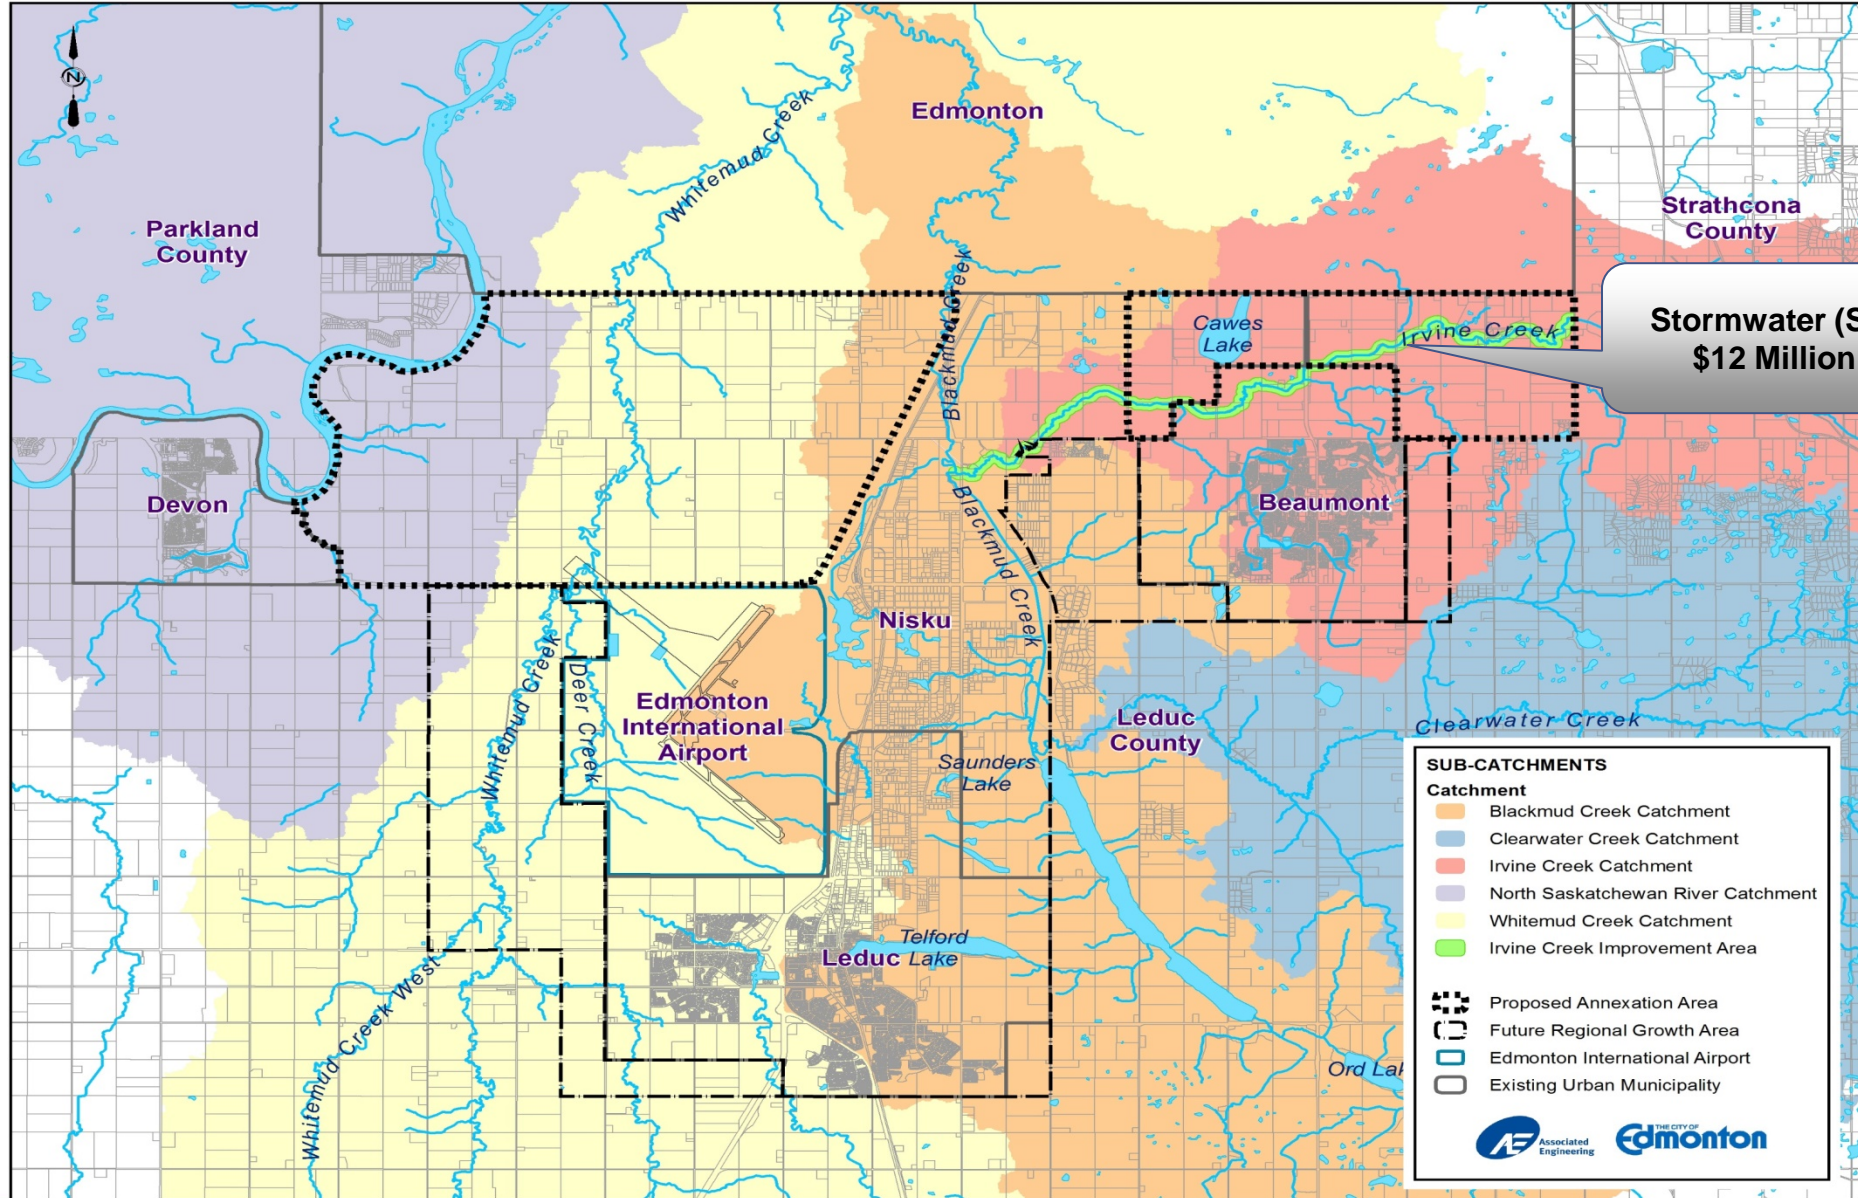 N
Edmonton
Whitemud Creek
Parkland
County
Strathcona
County
Blackmud Creek
Cawes
Lake
Irvine Creek
Stormwater (S
$12 Million
Blackmud Creek
Devon
Beaumont
Nisku
Whitemud Creek
Deer Creek
Edmonton
International
Airport
Leduc
County
Clearwater Creek
Saunders
Lake
Telford
Lake
Leduc
Whitemud Creek West
Ord Lak
SUB-CATCHMENTS
Catchment
Blackmud Creek Catchment
Clearwater Creek Catchment
Irvine Creek Catchment
North Saskatchewan River Catchment
Whitemud Creek Catchment
Irvine Creek Improvement Area
Proposed Annexation Area
Future Regional Growth Area
Edmonton International Airport
Existing Urban Municipality
AE Associated
Engineering
THE CITY OF
Edmonton